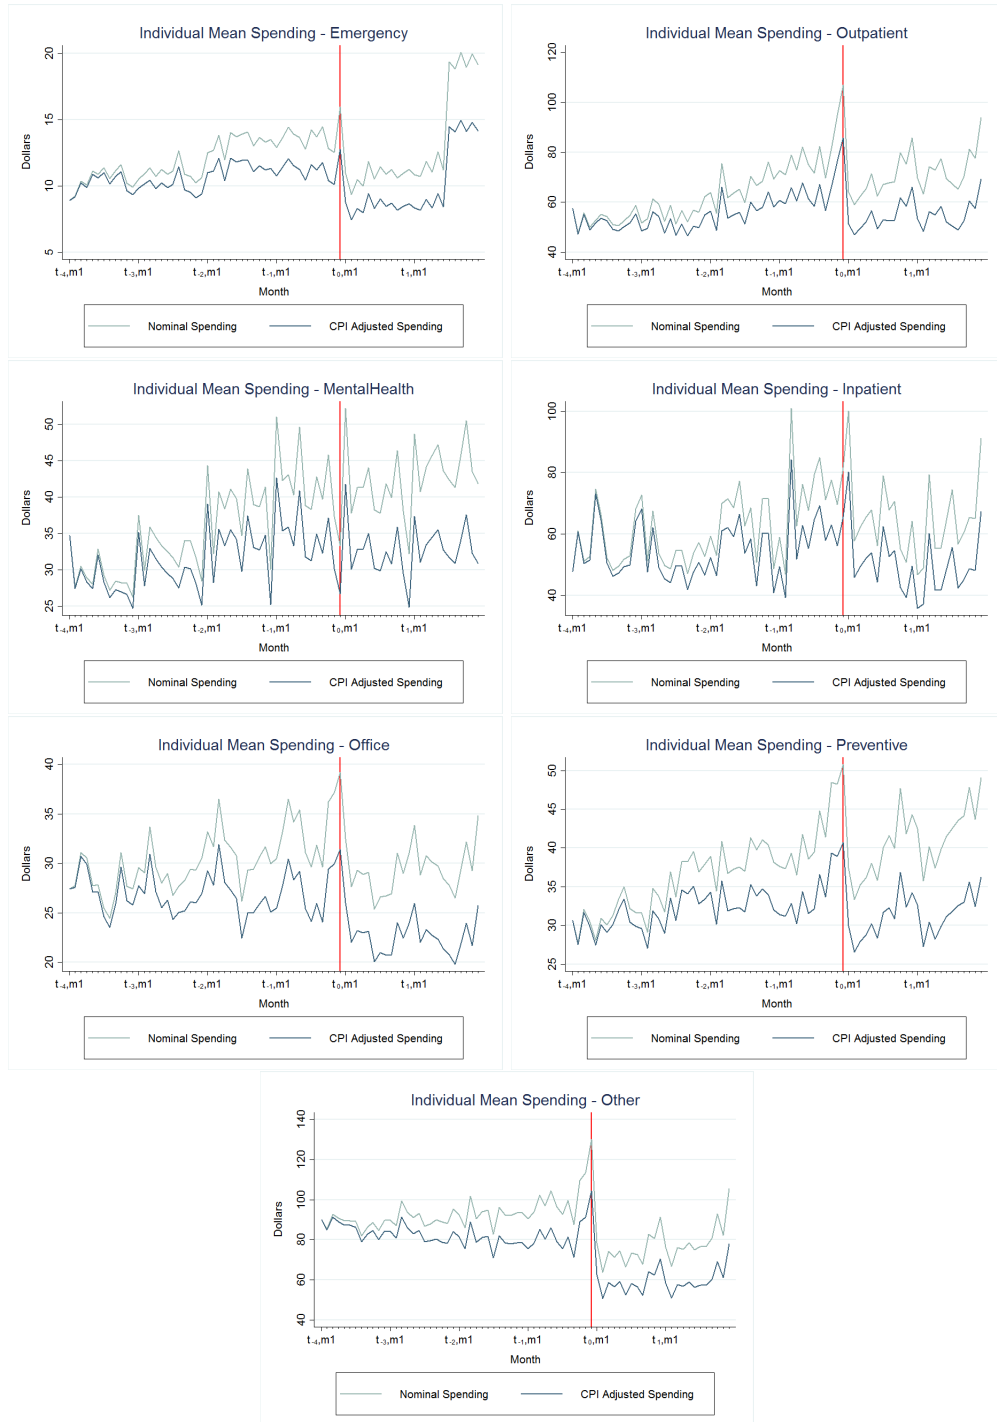 Individual Mean Spending - Emergency
20
15
10
5
Dollars
t-4,m1 t-3,m1 t-2,m1 t-1,m1 t0,m1 t1,m1
Month
Nominal Spending CPI Adjusted Spending
Individual Mean Spending - Outpatient
120
100
80
60
40
Dollars
t-4,m1 t-3,m1 t-2,m1 t-1,m1 t0,m1 t1,m1
Month
Nominal Spending CPI Adjusted Spending
Individual Mean Spending - MentalHealth
50
45
40
35
30
25
Dollars
t-4,m1 t-3,m1 t-2,m1 t-1,m1 t0,m1 t1,m1
Month
Nominal Spending CPI Adjusted Spending
Individual Mean Spending - Inpatient
100
80
60
40
Dollars
t-4,m1 t-3,m1 t-2,m1 t-1,m1 t0,m1 t1,m1
Month
Nominal Spending CPI Adjusted Spending
Individual Mean Spending - Office
40
35
30
25
20
Dollars
t-4,m1 t-3,m1 t-2,m1 t-1,m1 t0,m1 t1,m1
Month
Nominal Spending CPI Adjusted Spending
Individual Mean Spending - Preventive
50
45
40
35
30
25
Dollars
t-4,m1 t-3,m1 t-2,m1 t-1,m1 t0,m1 t1,m1
Month
Nominal Spending CPI Adjusted Spending
Individual Mean Spending - Other
140
120
100
80
60
40
Dollars
t-4,m1 t-3,m1 t-2,m1 t-1,m1 t0,m1 t1,m1
Month
Nominal Spending CPI Adjusted Spending